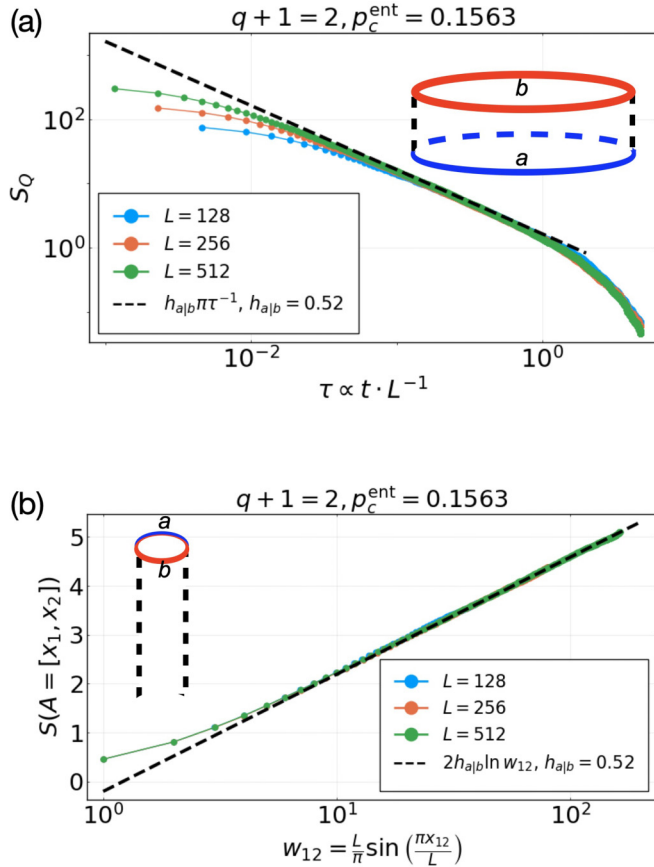 (a)
q + 1 = 2, p_c^ent = 0.1563
S_Q
10^2
10^0
b
a
L = 128
L = 256
L = 512
h_{a|b}πτ^{-1}, h_{a|b} = 0.52
10^{-2}
10^0
τ ∝ t · L^{-1}
(b)
q + 1 = 2, p_c^ent = 0.1563
S(A = [x_1, x_2])
5
4
3
2
1
0
a
b
L = 128
L = 256
L = 512
2h_{a|b} ln w_{12}, h_{a|b} = 0.52
10^0
10^1
10^2
w_{12} = \frac{L}{π} sin(\frac{πx_{12}}{L})